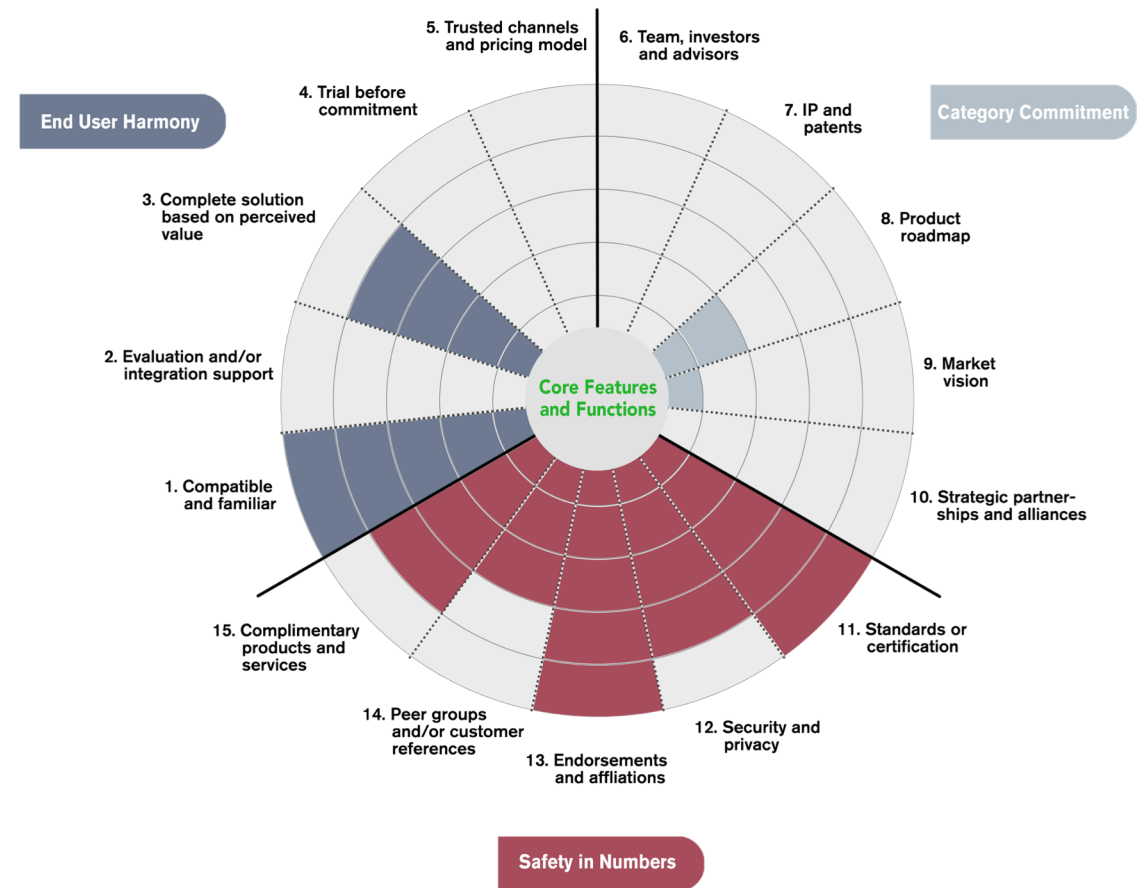 5. Trusted channels
and pricing model
6. Team, investors
and advisors
4. Trial before
commitment
7. IP and
patents
End User Harmony
Category Commitment
3. Complete solution
based on perceived
value
8. Product
roadmap
2. Evaluation and/or
integration support
9. Market
vision
Core Features
and Functions
1. Compatible
and familiar
10. Strategic partner-
ships and alliances
15. Complimentary
products and
services
11. Standards or
certification
14. Peer groups
and/or customer
references
12. Security and
privacy
13. Endorsements
and affliations
Safety in Numbers